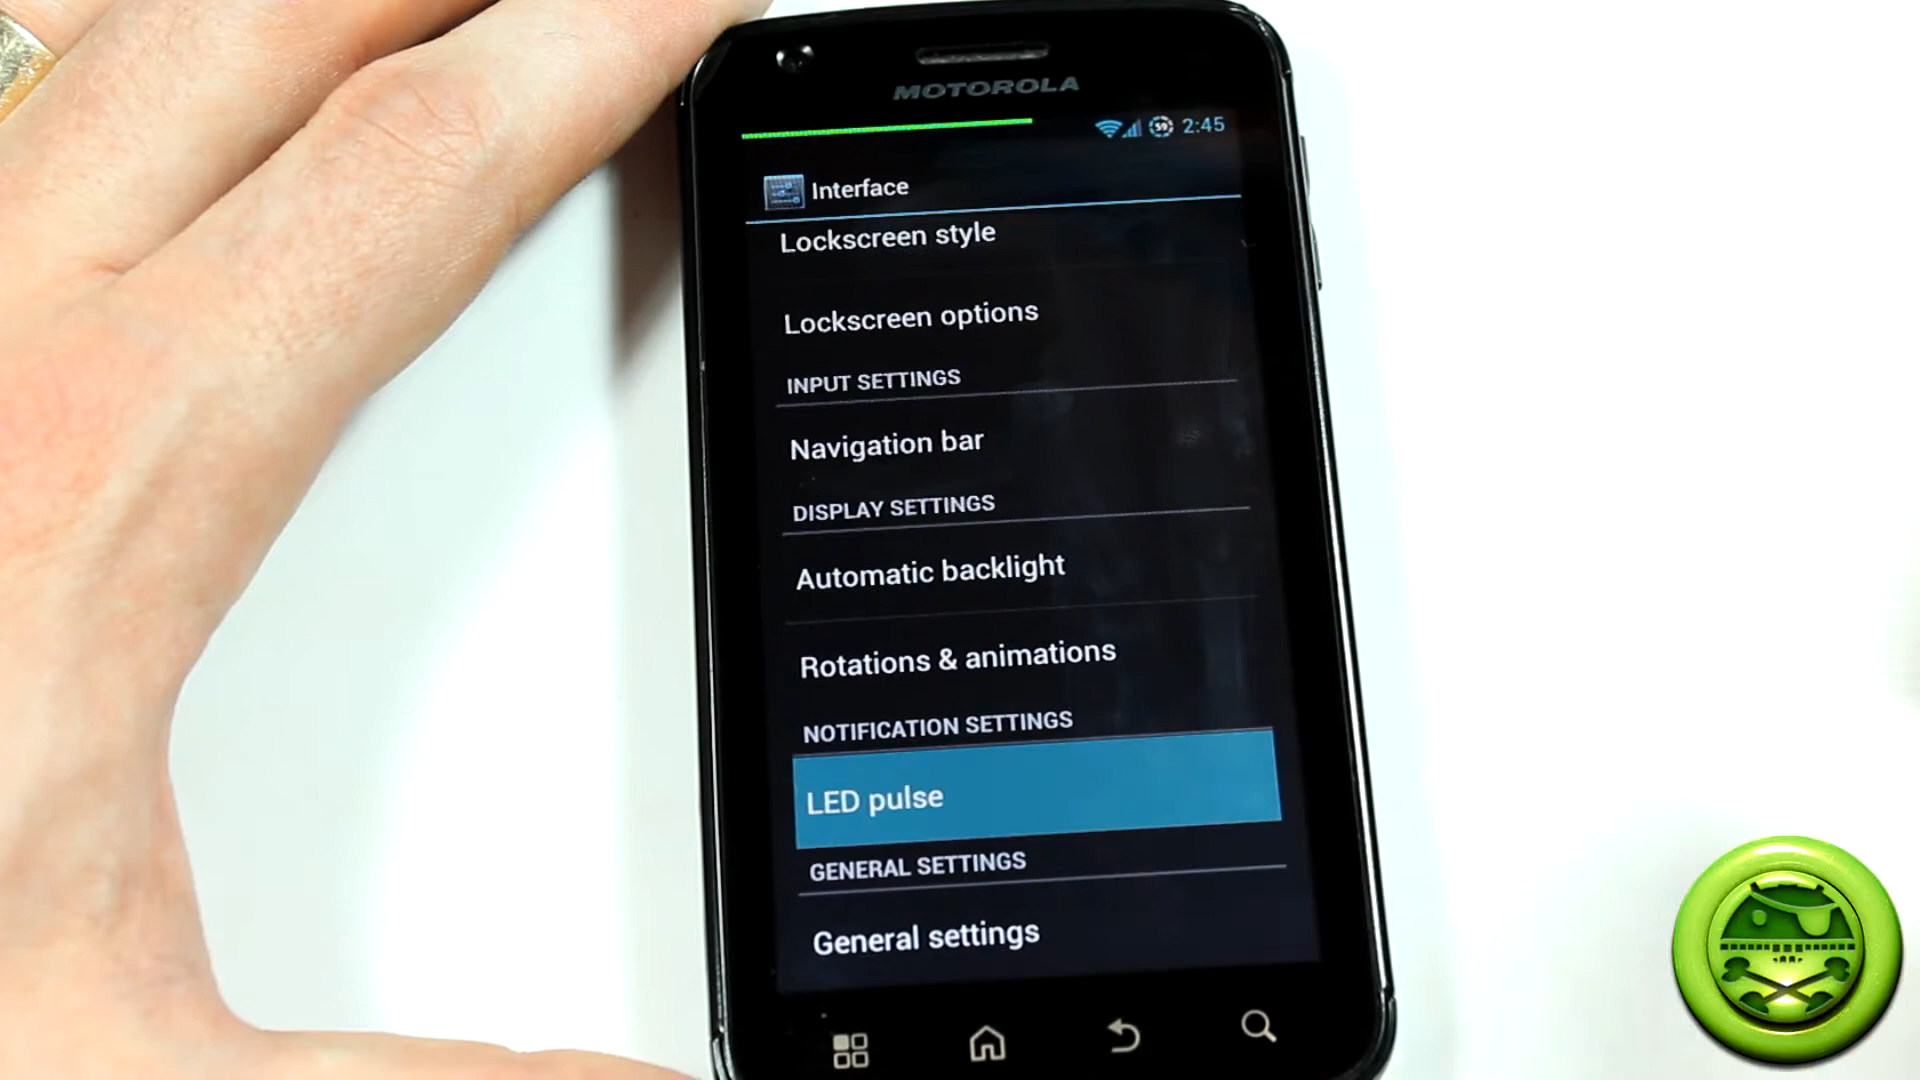 MOTOROLA
59 2:45
Interface
Lockscreen style
Lockscreen options
INPUT SETTINGS
Navigation bar
DISPLAY SETTINGS
Automatic backlight
Rotations & animations
NOTIFICATION SETTINGS
LED pulse
GENERAL SETTINGS
General settings